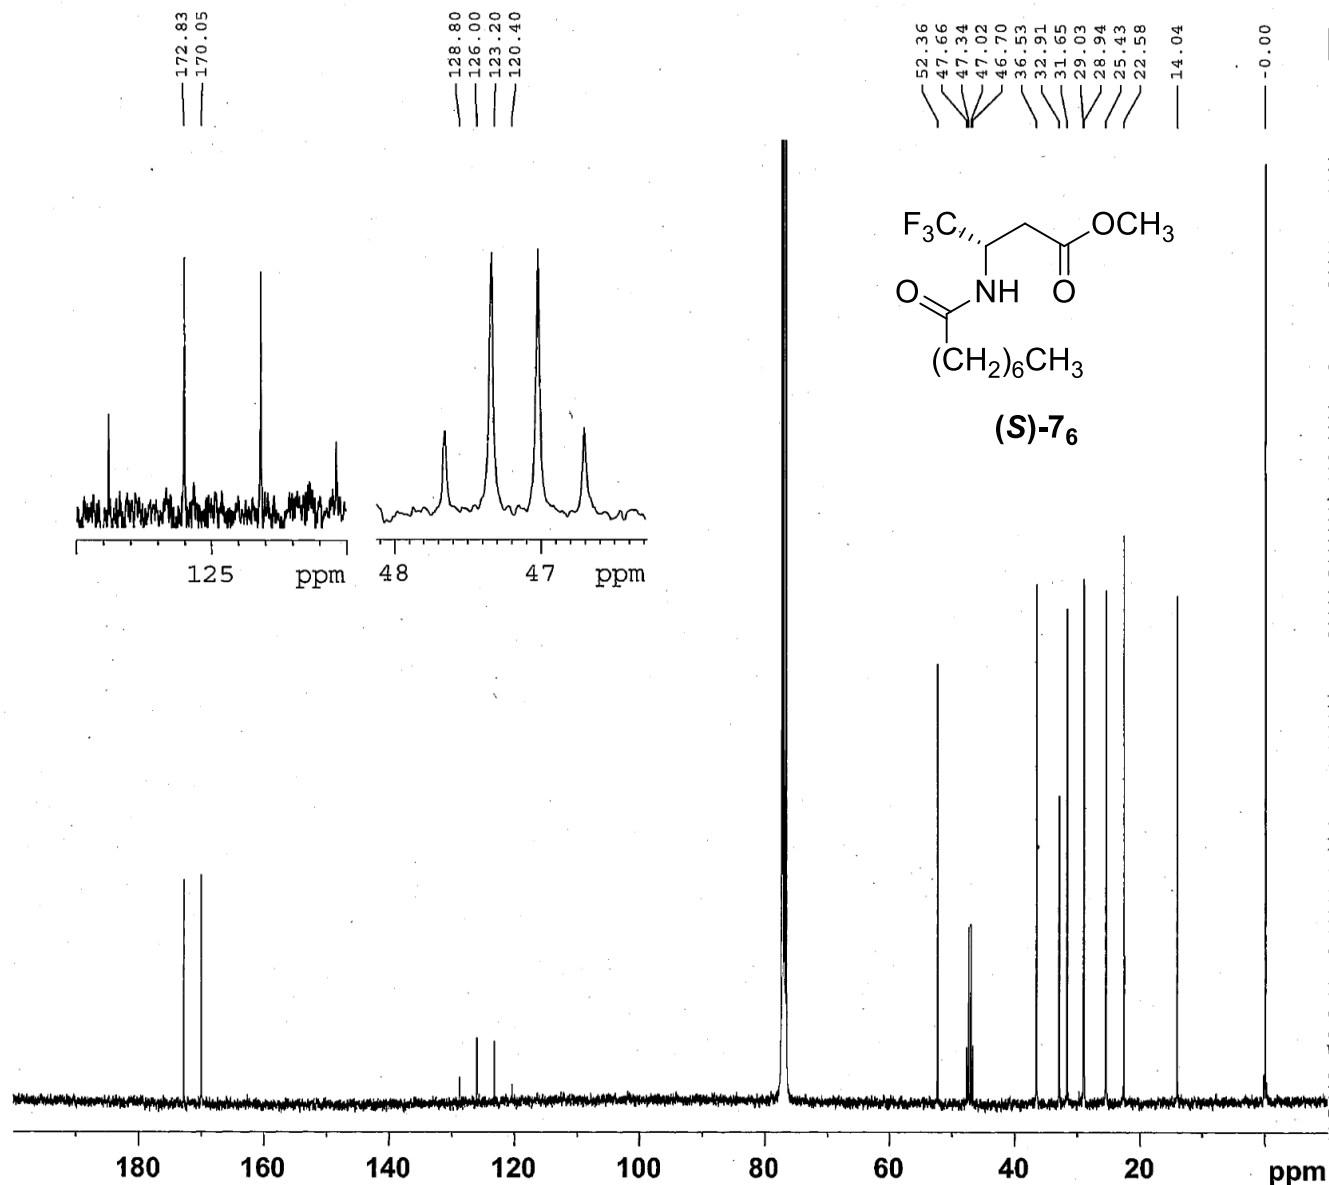 172.83
170.05
128.80
126.00
123.20
120.40
52.36
47.66
47.34
47.02
46.70
36.53
32.91
31.65
29.03
28.94
25.43
22.58
14.04
-0.00
F₃C
OCH₃
O
NH
O
(CH₂)₆CH₃
(S)-7₆
125 ppm
48 47 ppm
180 160 140 120 100 80 60 40 20 ppm